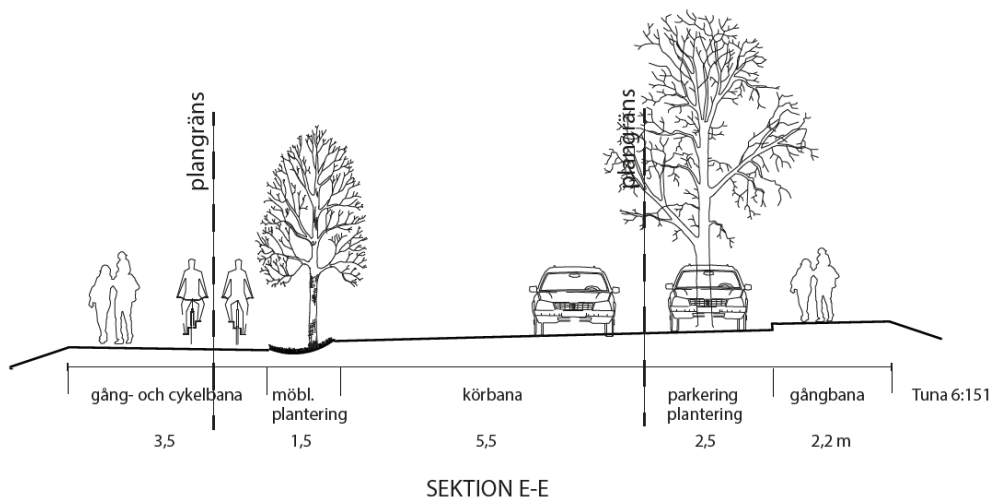 plangräns
plangräns
gång- och cykelbana
möbl.
plantering
körbana
parkering
plantering
gångbana
Tuna 6:151
3,5
1,5
5,5
2,5
2,2 m
SEKTION E-E